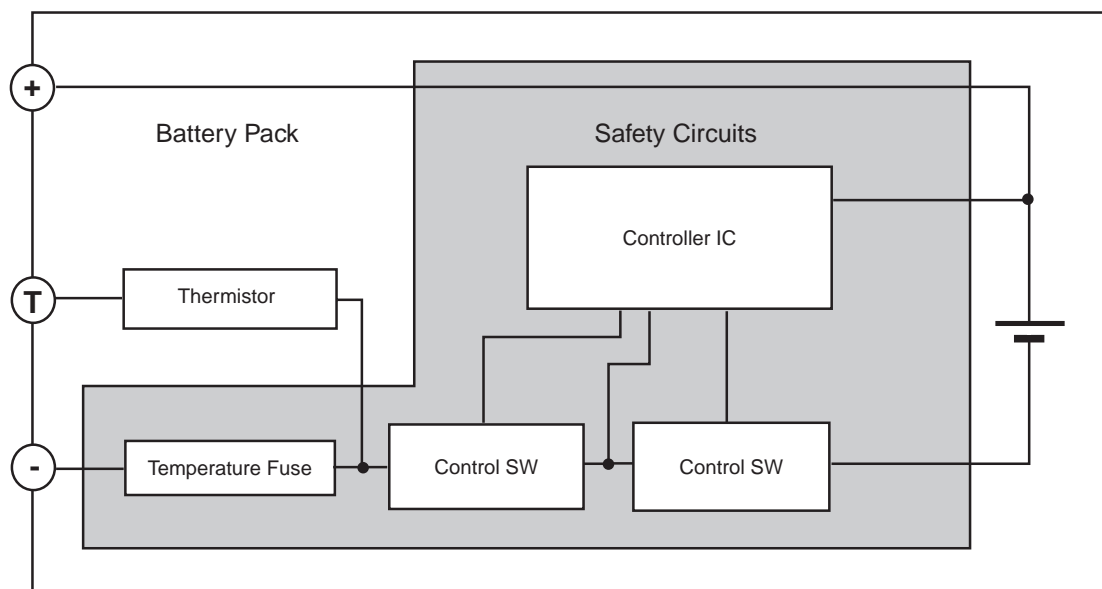 +
Battery Pack
Safety Circuits
Controller IC
Thermistor
T
Temperature Fuse
Control SW
Control SW
-